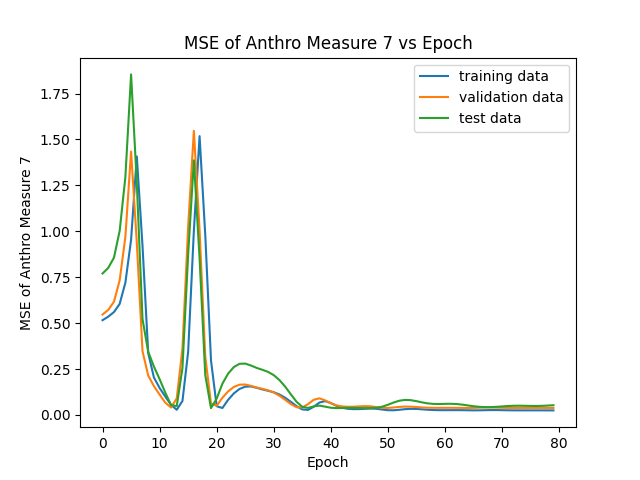 MSE of Anthro Measure 7 vs Epoch
training data
validation data
test data
MSE of Anthro Measure 7
1.75
1.50
1.25
1.00
0.75
0.50
0.25
0.00
0 10 20 30 40 50 60 70 80
Epoch